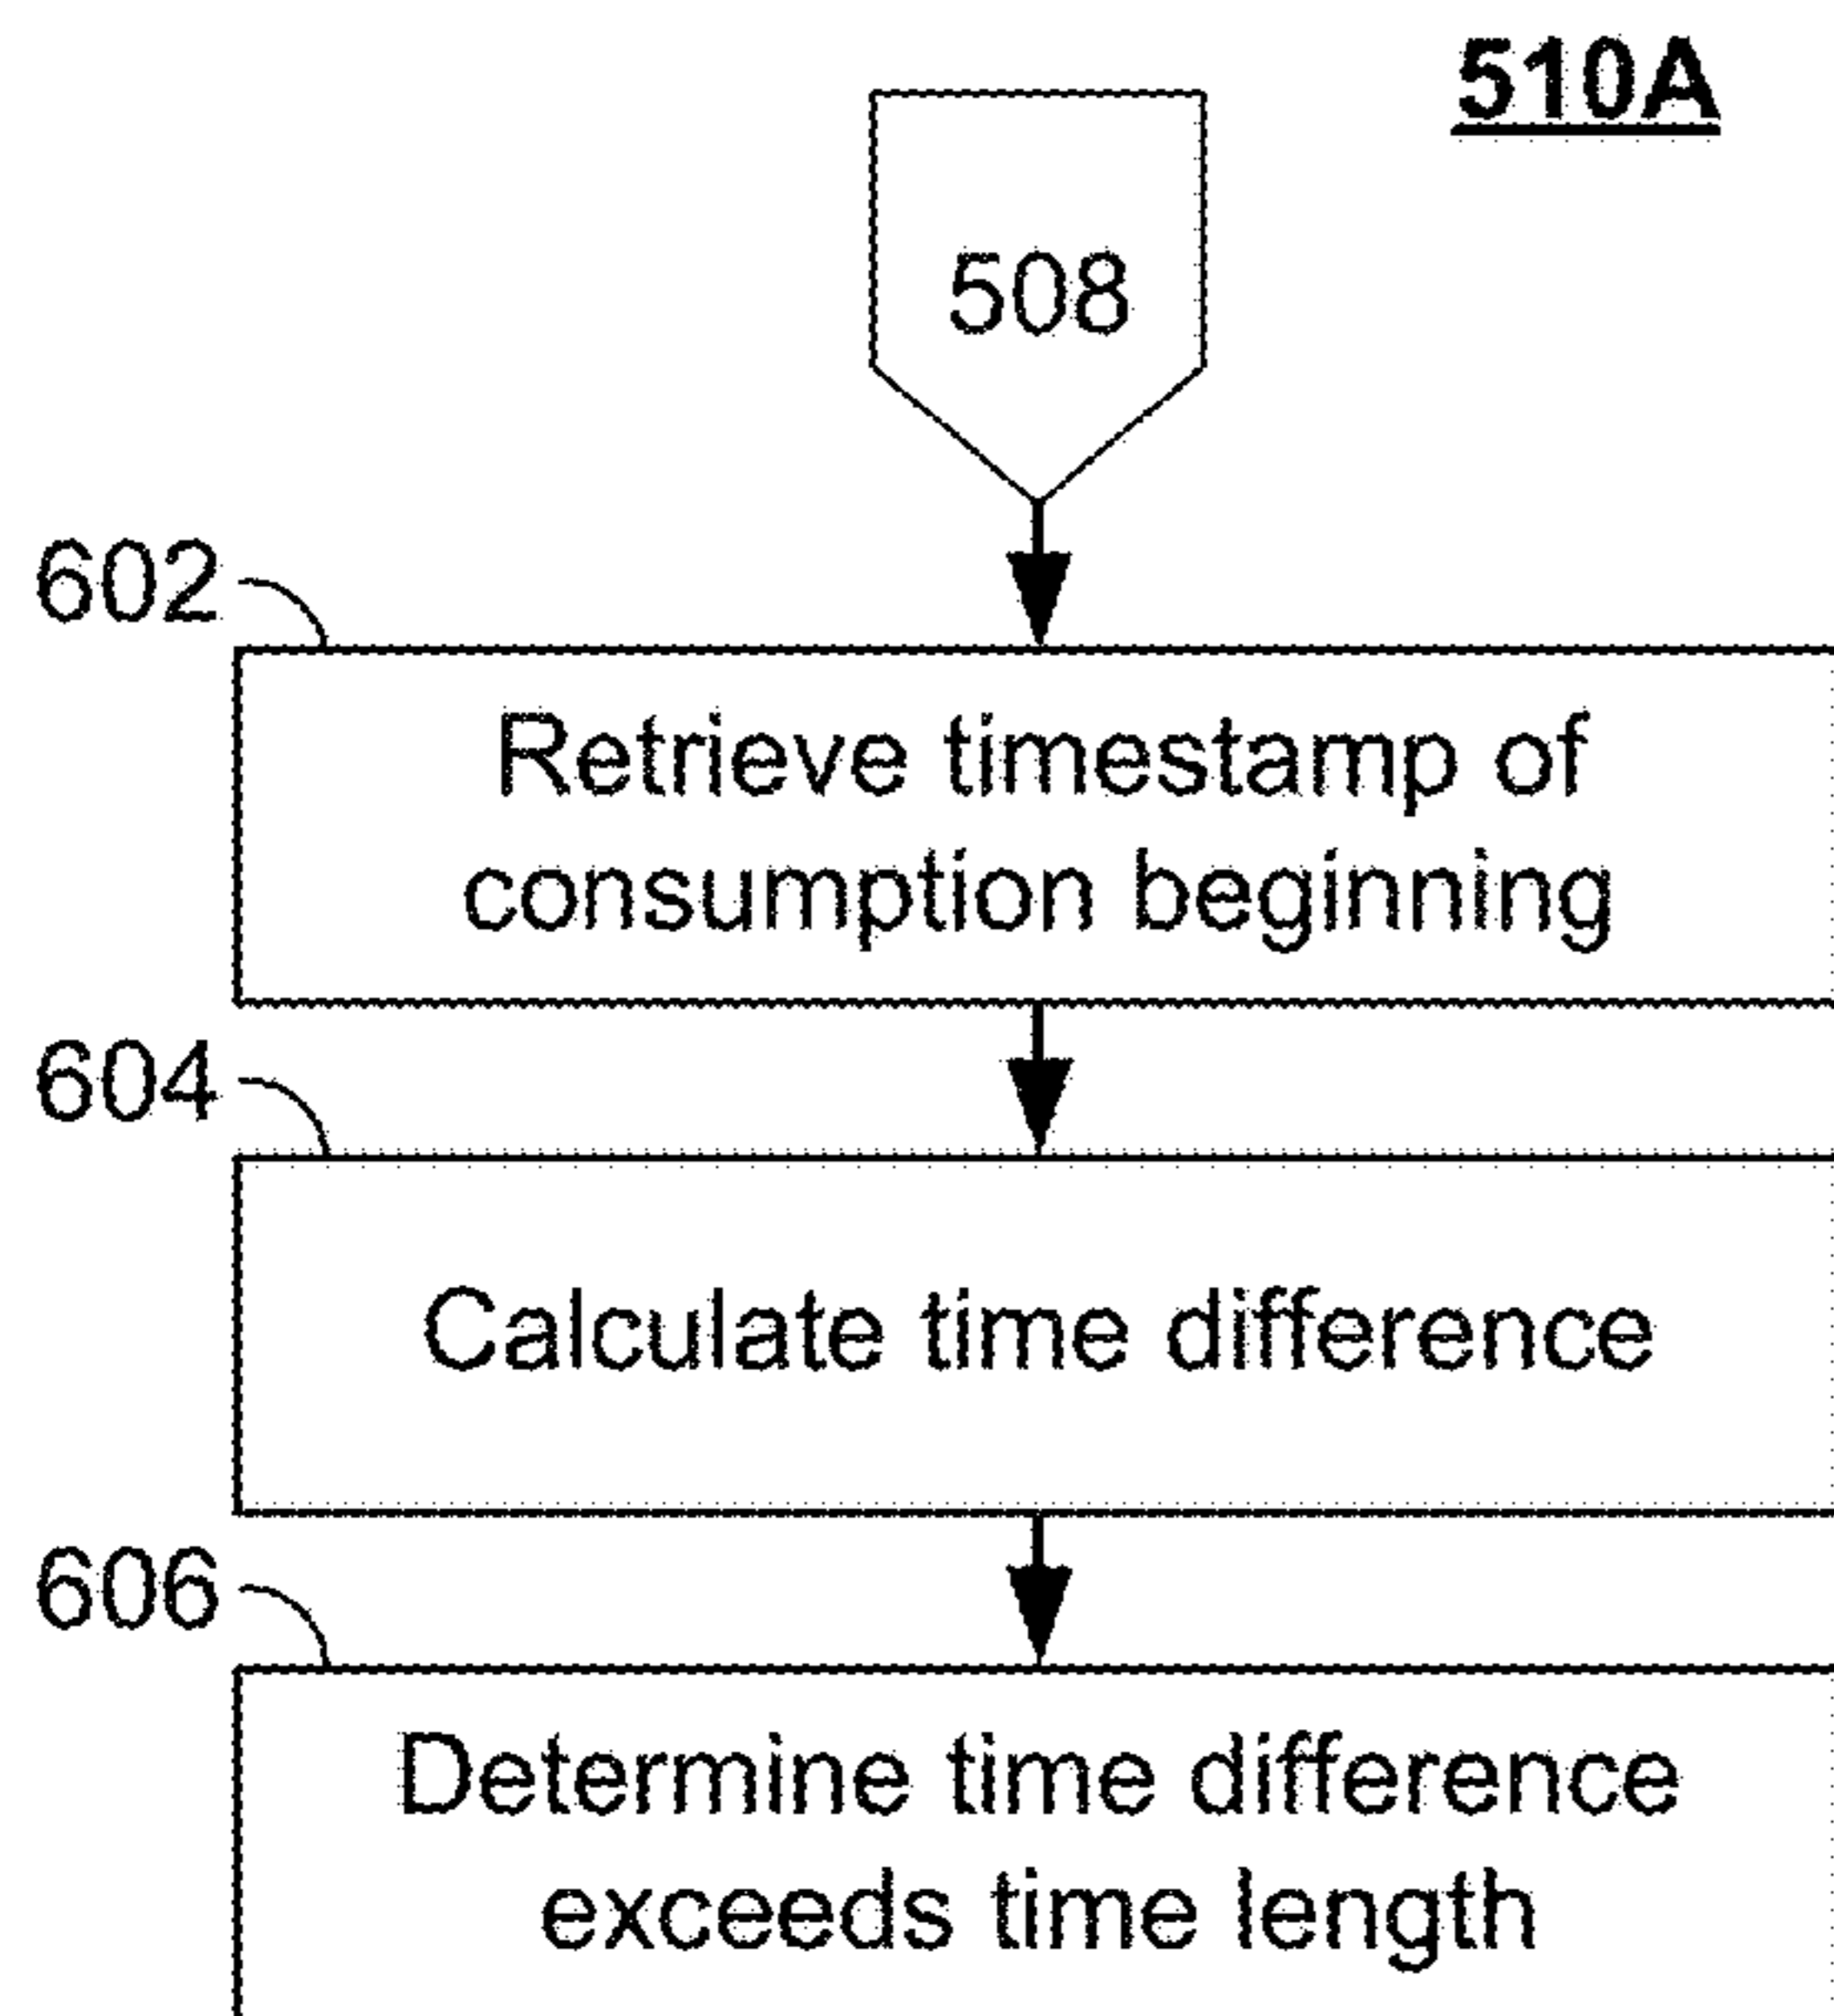 510A
508
602
Retrieve timestamp of
consumption beginning
604
Calculate time difference
606
Determine time difference
exceeds time length